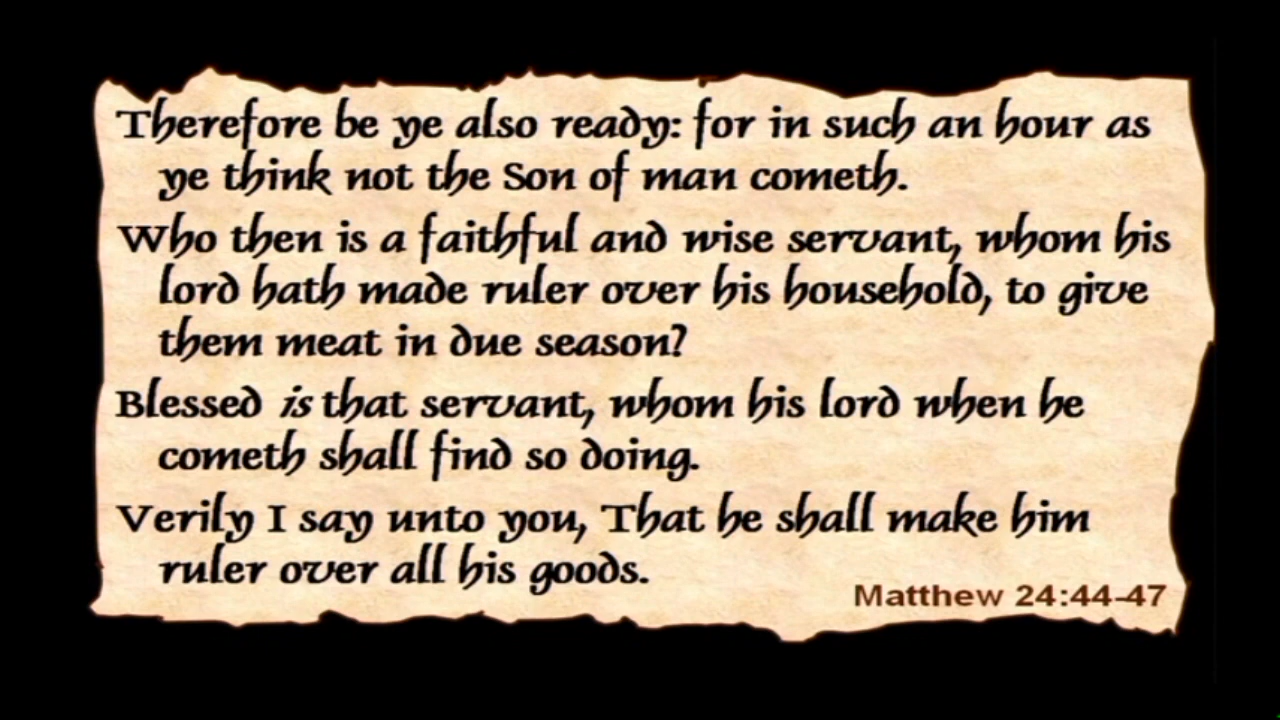 Therefore be ye also ready: for in such an hour as
ye think not the Son of man cometh.
Who then is a faithful and wise servant, whom his
lord hath made ruler over his household, to give
them meat in due season?
Blessed is that servant, whom his lord when he
cometh shall find so doing.
Verily I say unto you, That he shall make him
ruler over all his goods.
Matthew 24:44-47